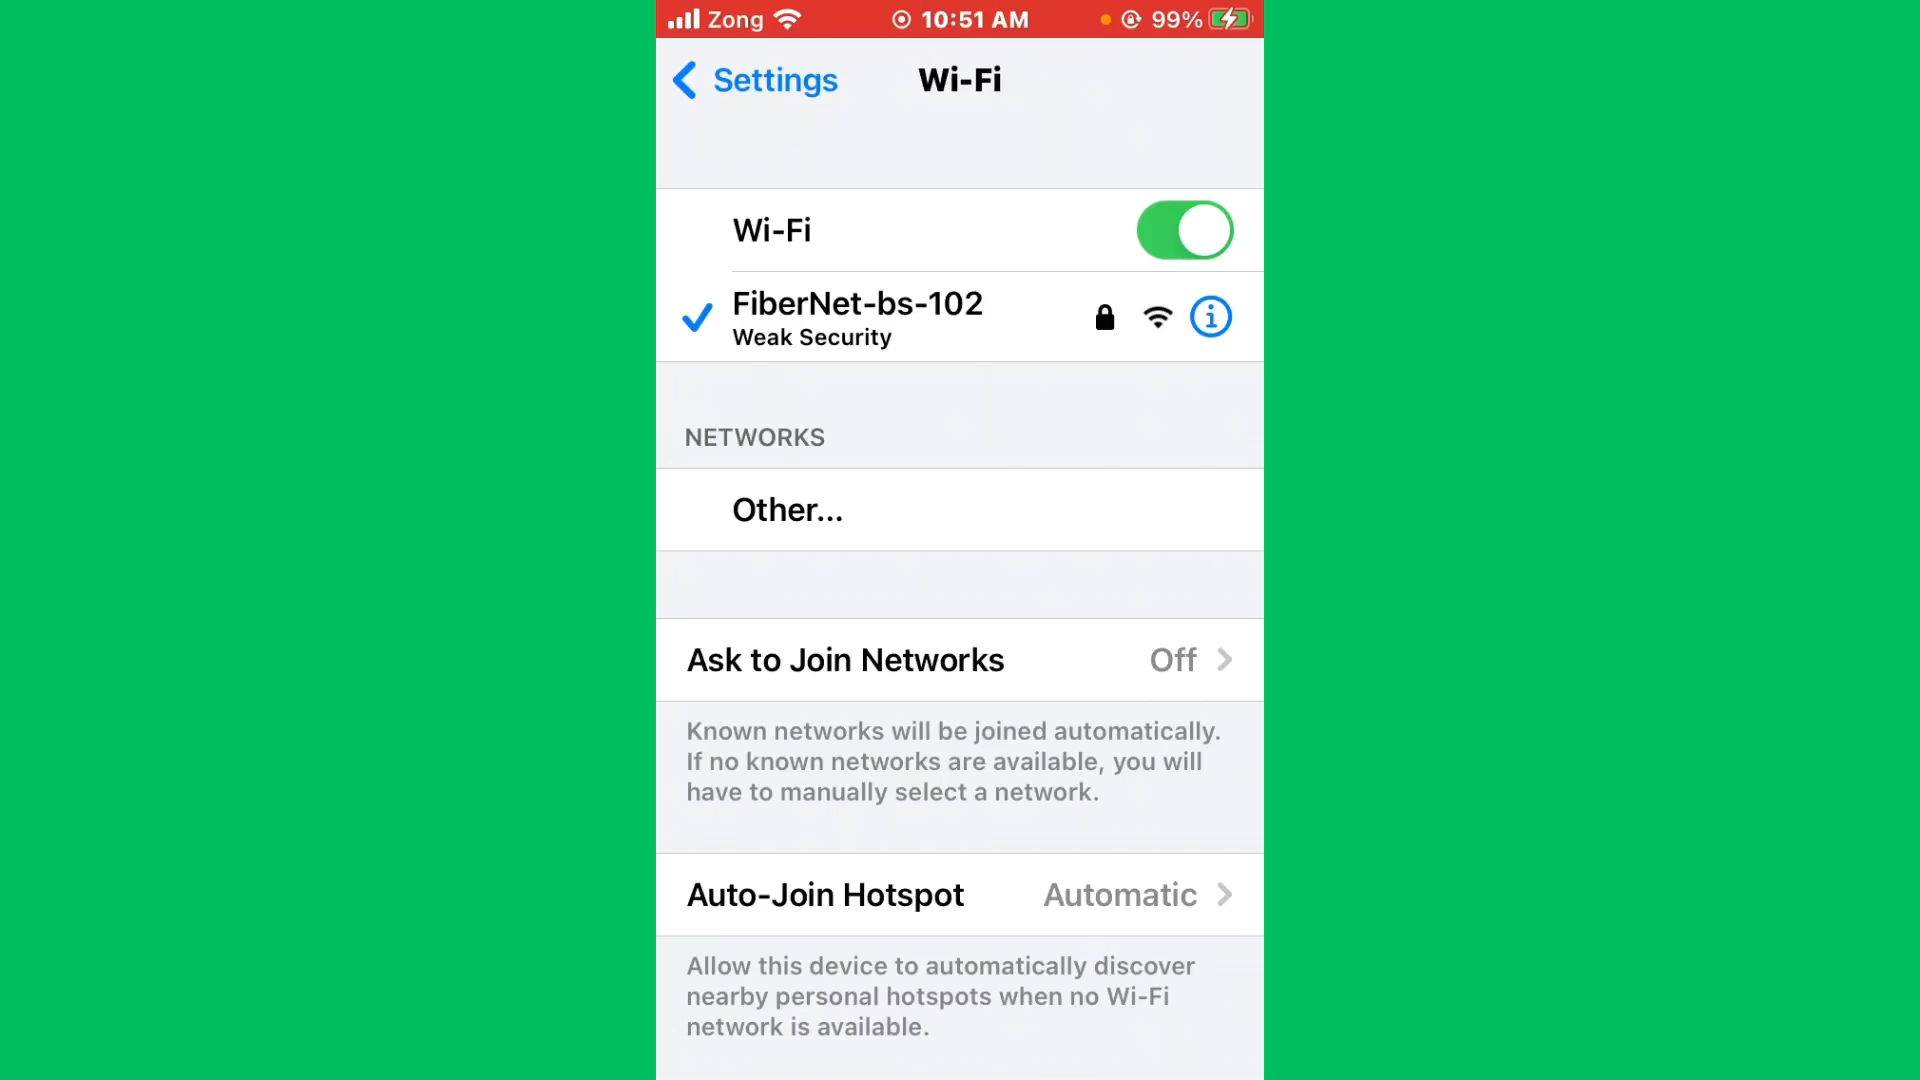 Zong 10:51 AM 99%
Settings Wi-Fi
Wi-Fi
FiberNet-bs-102
Weak Security
NETWORKS
Other...
Ask to Join Networks Off
Known networks will be joined automatically.
If no known networks are available, you will
have to manually select a network.
Auto-Join Hotspot Automatic
Allow this device to automatically discover
nearby personal hotspots when no Wi-Fi
network is available.